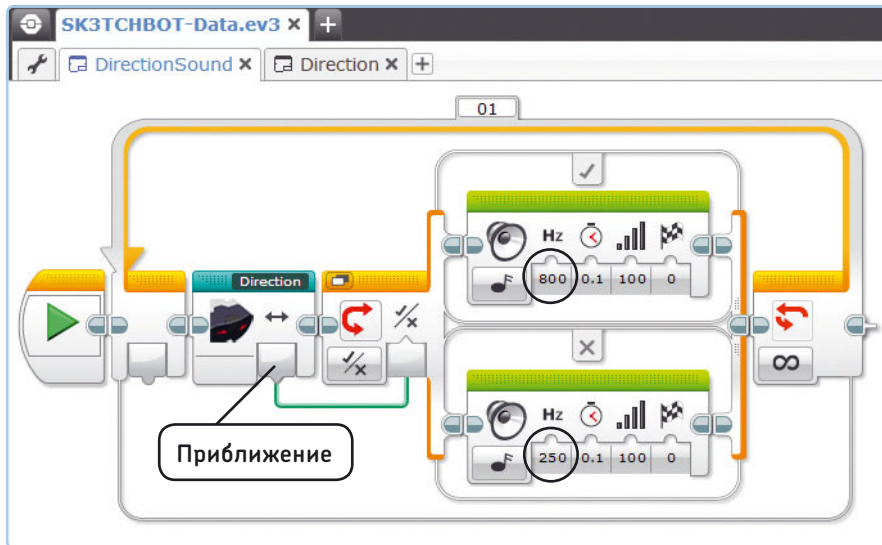 SK3TCHBOT-Data.ev3
DirectionSound Direction
01
Hz
800 0.1 100 0
Direction
Hz
250 0.1 100 0
Приближение